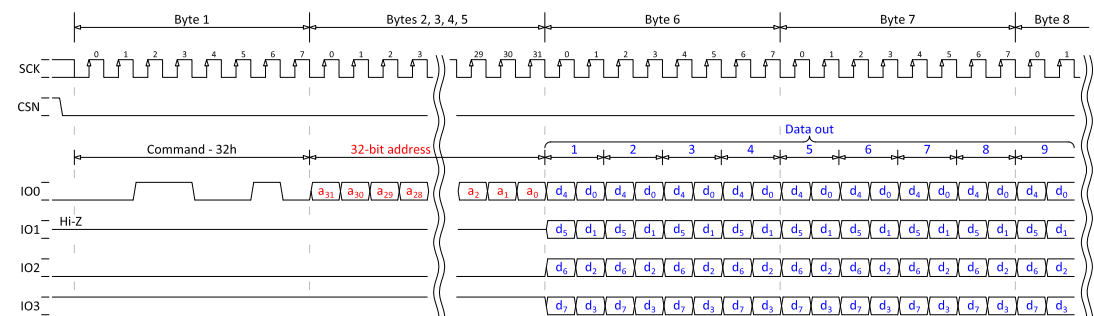 Byte 1 Bytes 2, 3, 4, 5 Byte 6 Byte 7 Byte 8
0 1 2 3 4 5 6 7 0 1 2 3 29 30 31 0 1 2 3 4 5 6 7 0 1 2 3 4 5 6 7 0 1
SCK
CSN
Data out
Command - 32h 32-bit address 1 2 3 4 5 6 7 8 9
IO0 a31 a30 a29 a28 a2 a1 a0 d4 d0 d4 d0 d4 d0 d4 d0 d4 d0 d4 d0 d4 d0 d4 d0 d4 d0
Hi-Z
IO1 d5 d1 d5 d1 d5 d1 d5 d1 d5 d1 d5 d1 d5 d1 d5 d1 d5 d1
IO2 d6 d2 d6 d2 d6 d2 d6 d2 d6 d2 d6 d2 d6 d2 d6 d2 d6 d2
IO3 d7 d3 d7 d3 d7 d3 d7 d3 d7 d3 d7 d3 d7 d3 d7 d3 d7 d3